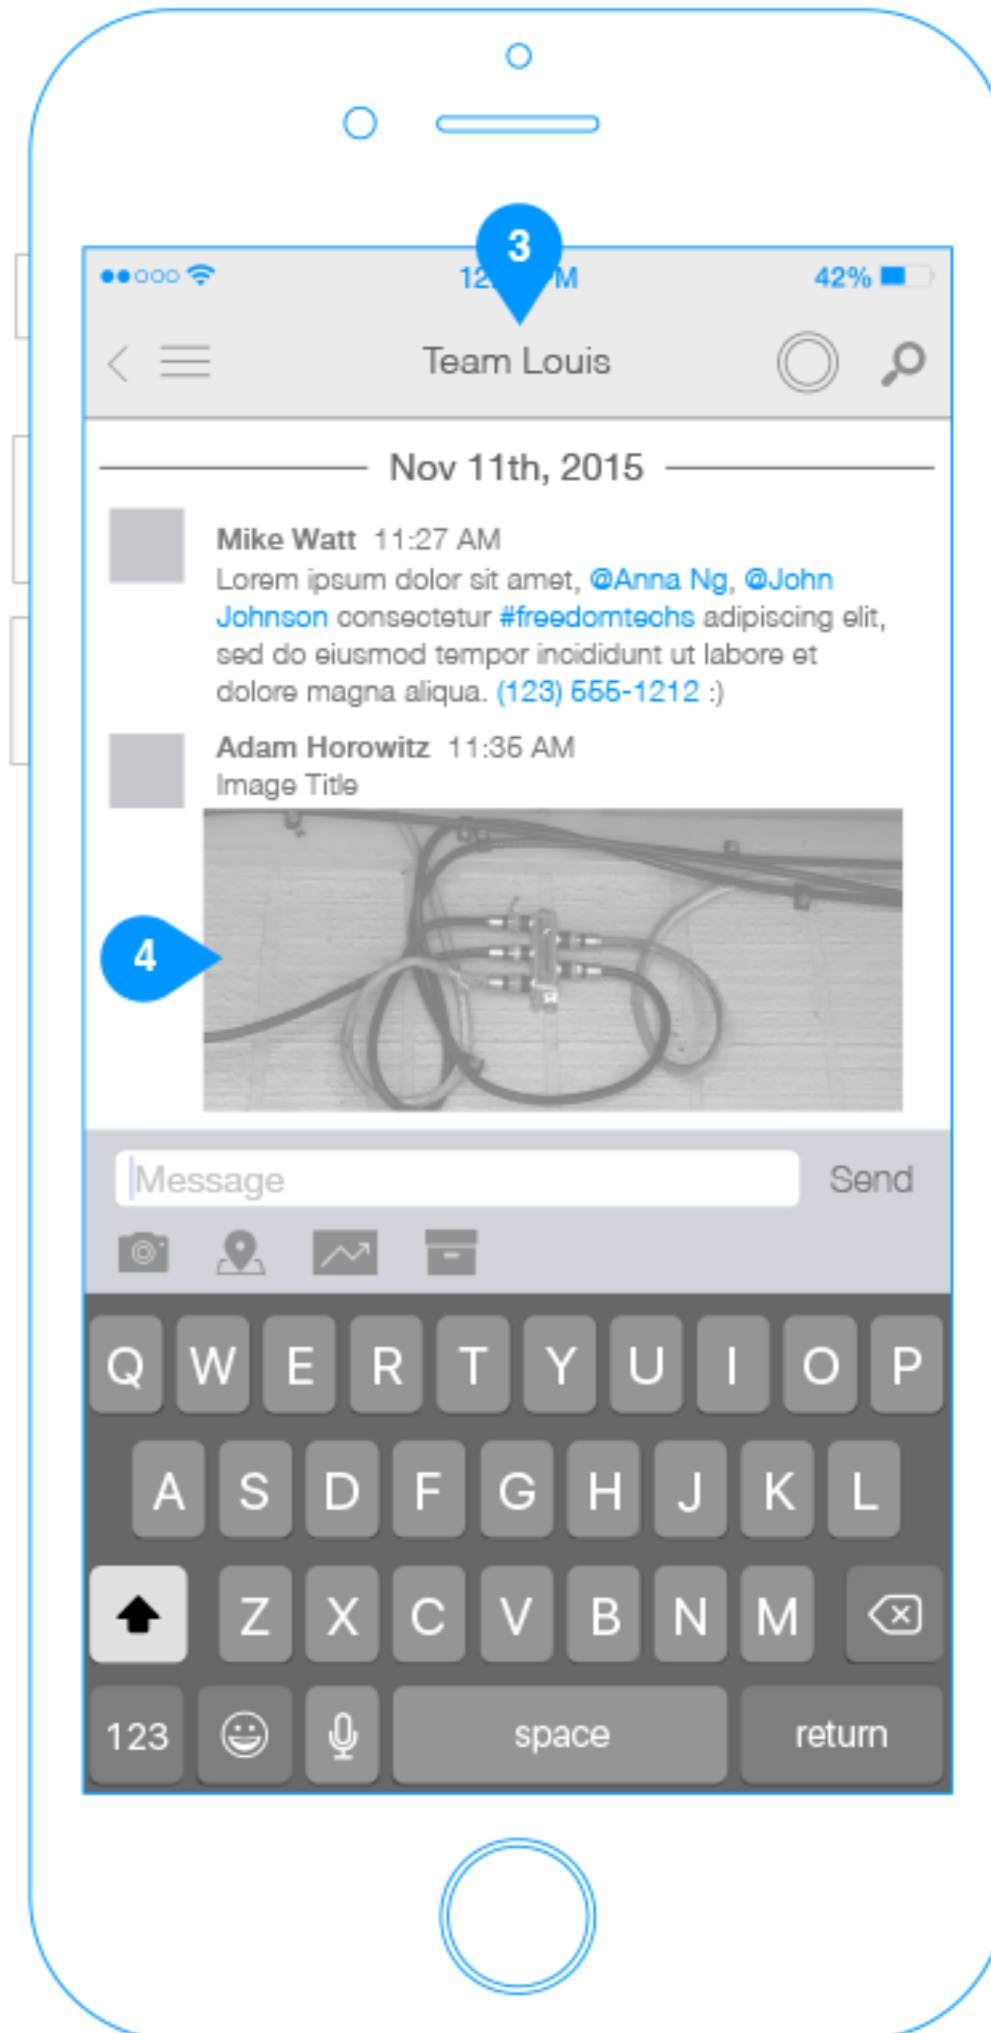 3
42%
Team Louis
Nov 11th, 2015
Mike Watt 11:27 AM
Lorem ipsum dolor sit amet, @Anna Ng, @John
Johnson consectetur #freedomtechs adipiscing elit,
sed do eiusmod tempor incididunt ut labore et
dolore magna aliqua. (123) 555-1212 :)
Adam Horowitz 11:35 AM
Image Title
4
Message Send
Q W E R T Y U I O P
A S D F G H J K L
Z X C V B N M
123 space return